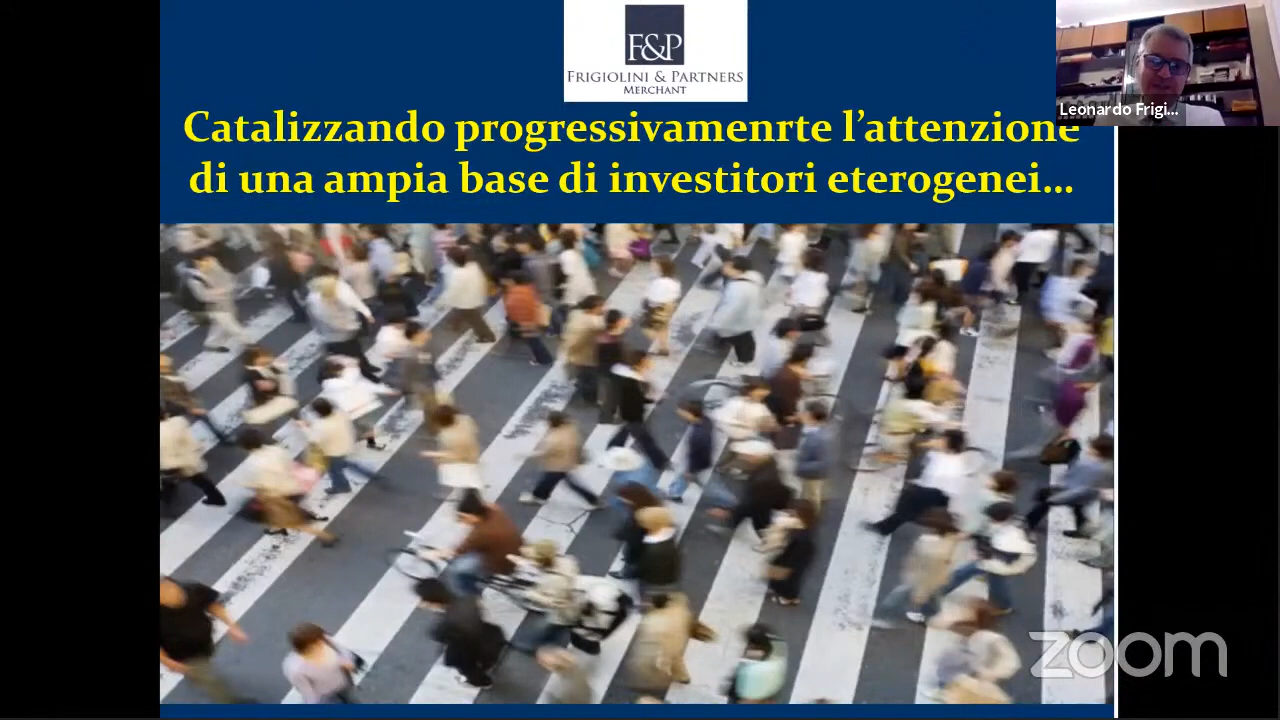 F&P
FRIGIOLINI & PARTNERS
MERCHANT
Leonardo Frigi...
Catalizzando progressivamenrte l’attenzione
di una ampia base di investitori eterogenei...
zoom